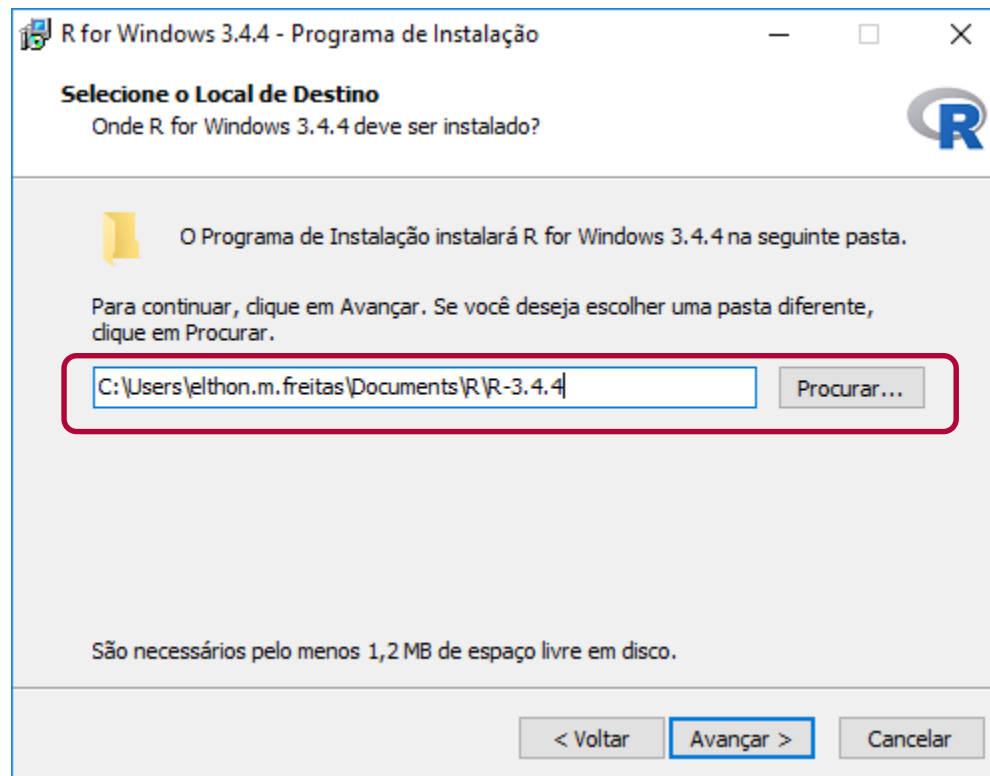 R for Windows 3.4.4 - Programa de Instalação
Selecione o Local de Destino
Onde R for Windows 3.4.4 deve ser instalado?
R
O Programa de Instalação instalará R for Windows 3.4.4 na seguinte pasta.
Para continuar, clique em Avançar. Se você deseja escolher uma pasta diferente,
clique em Procurar.
C:\Users\elthon.m.freitas\Documents\R\R-3.4.4
Procurar...
São necessários pelo menos 1,2 MB de espaço livre em disco.
< Voltar
Avançar >
Cancelar